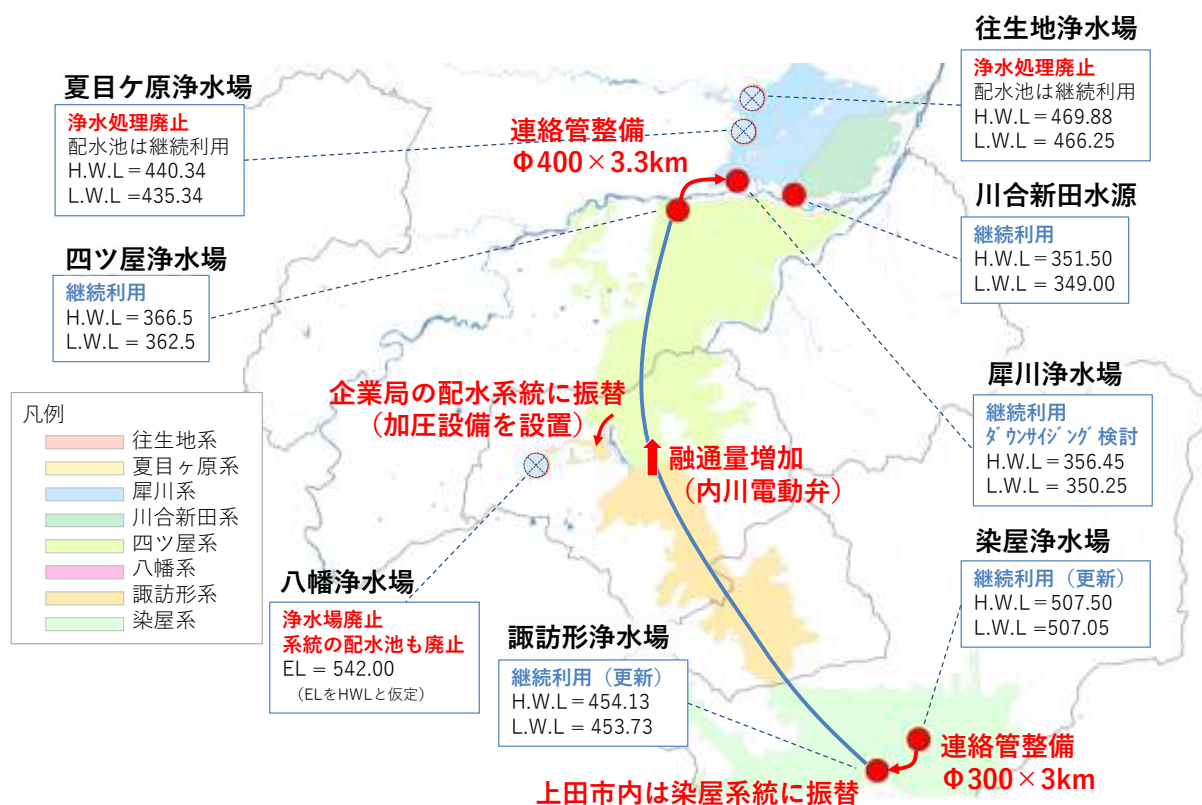 往生地浄水場
浄水処理廃止
配水池は継続利用
H.W.L＝469.88
L.W.L = 466.25
夏目ケ原浄水場
浄水処理廃止
配水池は継続利用
H.W.L＝440.34
L.W.L =435.34
連絡管整備
Φ400×3.3km
川合新田水源
継続利用
H.W.L＝351.50
L.W.L = 349.00
四ツ屋浄水場
継続利用
H.W.L＝366.5
L.W.L = 362.5
犀川浄水場
継続利用
ﾀﾞｳﾝｻｲｼﾞﾝｸﾞ 検討
H.W.L＝356.45
L.W.L = 350.25
企業局の配水系統に振替
（加圧設備を設置）
融通量増加
（内川電動弁）
凡例
往生地系
夏目ヶ原系
犀川系
川合新田系
四ツ屋系
八幡系
諏訪形系
染屋系
八幡浄水場
浄水場廃止
系統の配水池も廃止
EL = 542.00
（ELをHWLと仮定）
諏訪形浄水場
継続利用（更新）
H.W.L＝454.13
L.W.L = 453.73
染屋浄水場
継続利用（更新）
H.W.L＝507.50
L.W.L =507.05
連絡管整備
Φ300×3km
上田市内は染屋系統に振替